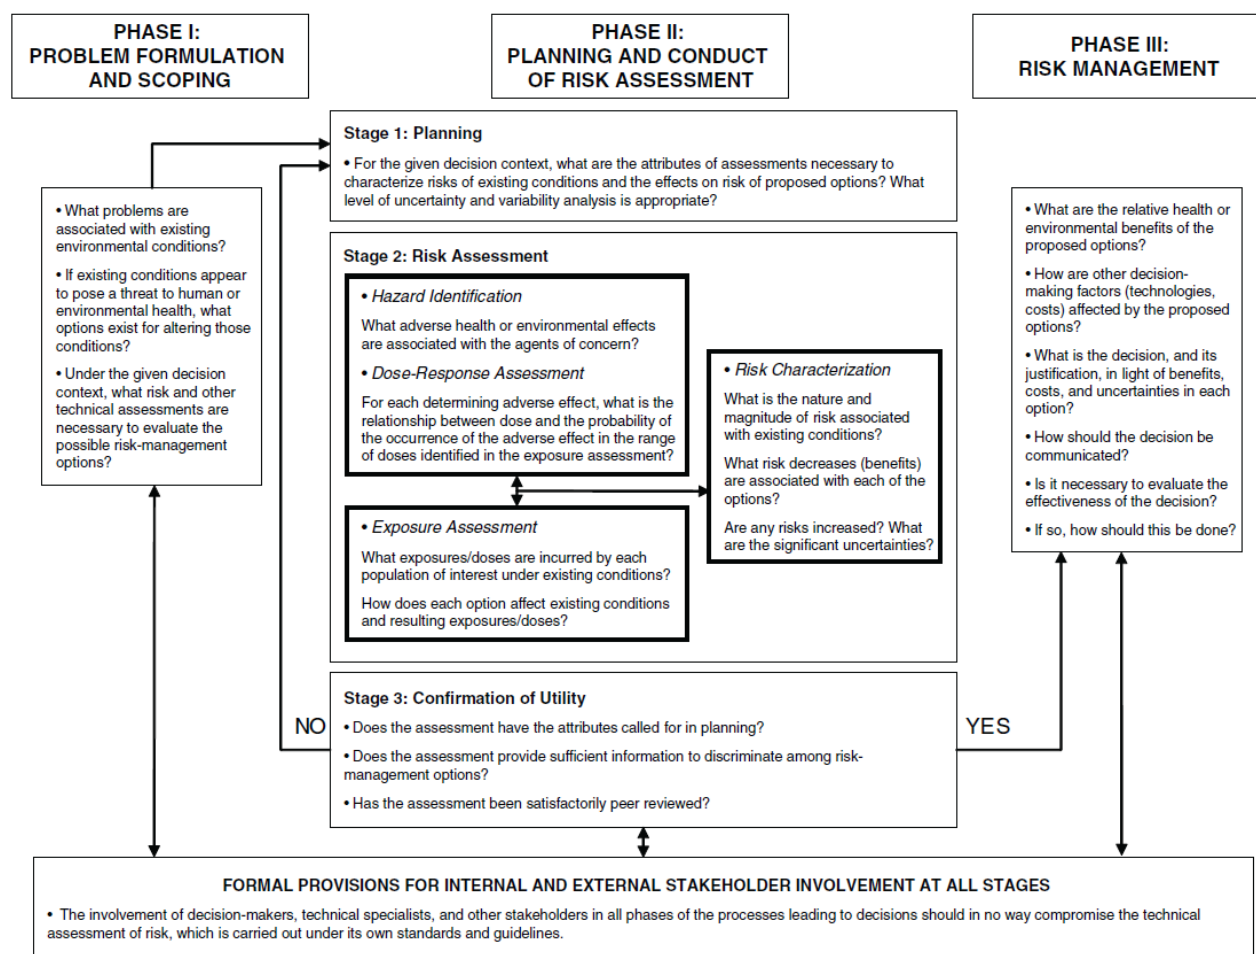 PHASE I:
PROBLEM FORMULATION
AND SCOPING
PHASE II:
PLANNING AND CONDUCT
OF RISK ASSESSMENT
PHASE III:
RISK MANAGEMENT
• What problems are
associated with existing
environmental conditions?
• If existing conditions appear
to pose a threat to human or
environmental health, what
options exist for altering those
conditions?
• Under the given decision
context, what risk and other
technical assessments are
necessary to evaluate the
possible risk-management
options?
Stage 1: Planning
• For the given decision context, what are the attributes of assessments necessary to
characterize risks of existing conditions and the effects on risk of proposed options? What
level of uncertainty and variability analysis is appropriate?
Stage 2: Risk Assessment
• Hazard Identification
What adverse health or environmental effects
are associated with the agents of concern?
• Dose-Response Assessment
For each determining adverse effect, what is the
relationship between dose and the probability of
the occurrence of the adverse effect in the range
of doses identified in the exposure assessment?
• Exposure Assessment
What exposures/doses are incurred by each
population of interest under existing conditions?
How does each option affect existing conditions
and resulting exposures/doses?
• Risk Characterization
What is the nature and
magnitude of risk associated
with existing conditions?
What risk decreases (benefits)
are associated with each of the
options?
Are any risks increased? What
are the significant uncertainties?
Stage 3: Confirmation of Utility
• Does the assessment have the attributes called for in planning?
• Does the assessment provide sufficient information to discriminate among risk-
management options?
• Has the assessment been satisfactorily peer reviewed?
NO
YES
• What are the relative health or
environmental benefits of the
proposed options?
• How are other decision-
making factors (technologies,
costs) affected by the proposed
options?
• What is the decision, and its
justification, in light of benefits,
costs, and uncertainties in each
option?
• How should the decision be
communicated?
• Is it necessary to evaluate the
effectiveness of the decision?
• If so, how should this be done?
FORMAL PROVISIONS FOR INTERNAL AND EXTERNAL STAKEHOLDER INVOLVEMENT AT ALL STAGES
• The involvement of decision-makers, technical specialists, and other stakeholders in all phases of the processes leading to decisions should in no way compromise the technical
assessment of risk, which is carried out under its own standards and guidelines.